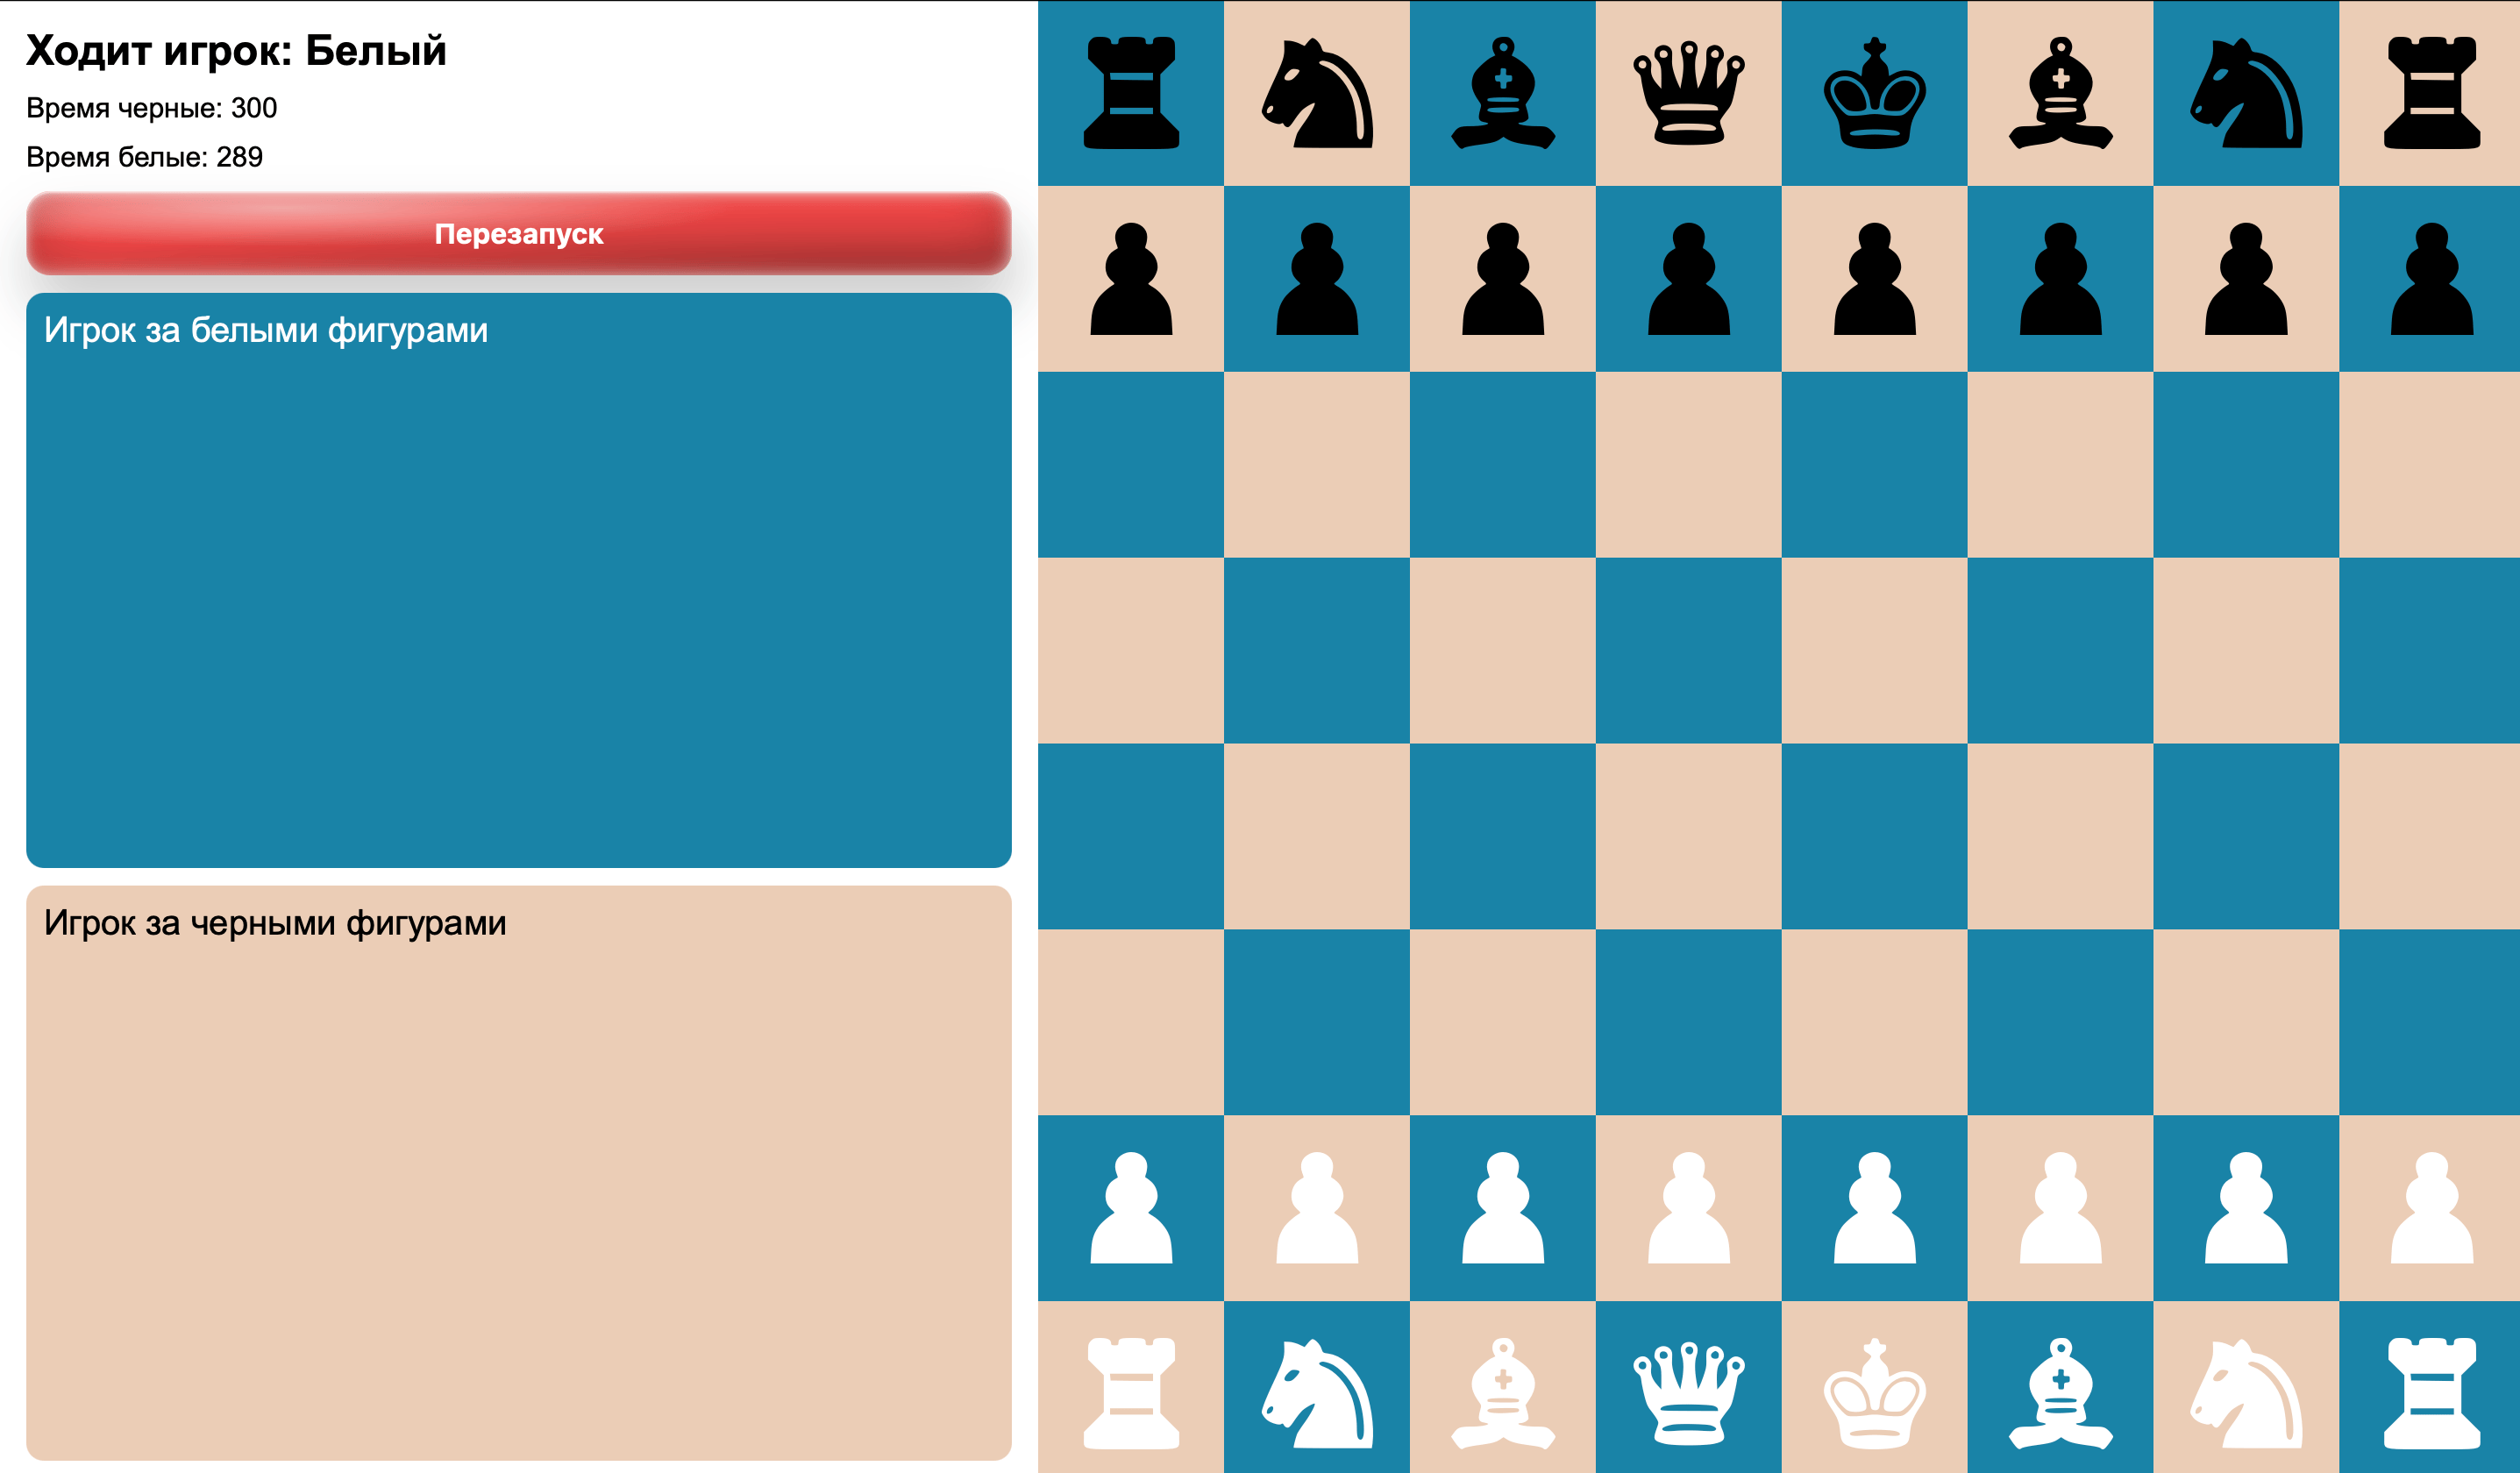 Ходит игрок: Белый
Время черные: 300
Время белые: 289
Перезапуск
Игрок за белыми фигурами
Игрок за черными фигурами